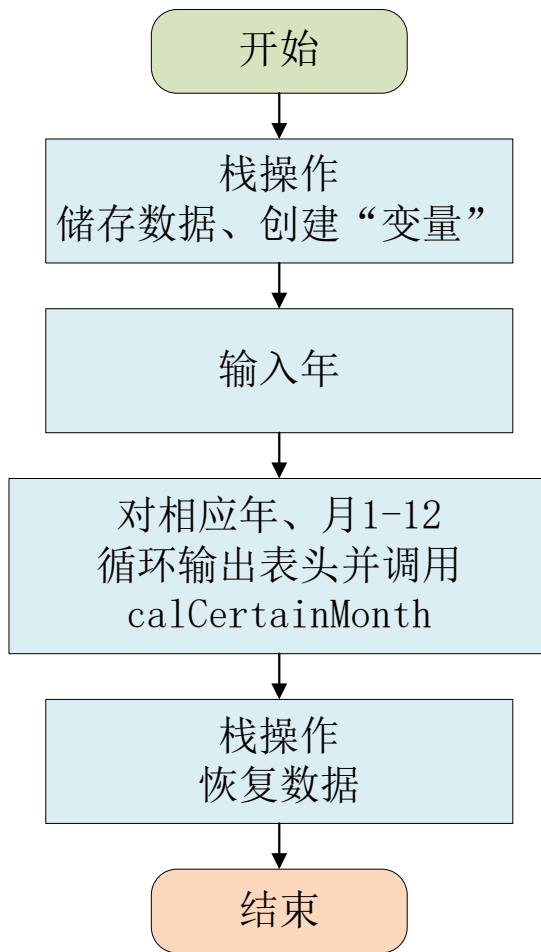 开始
栈操作
储存数据、创建“变量”
输入年
对相应年、月1-12
循环输出表头并调用
calCertainMonth
栈操作
恢复数据
结束